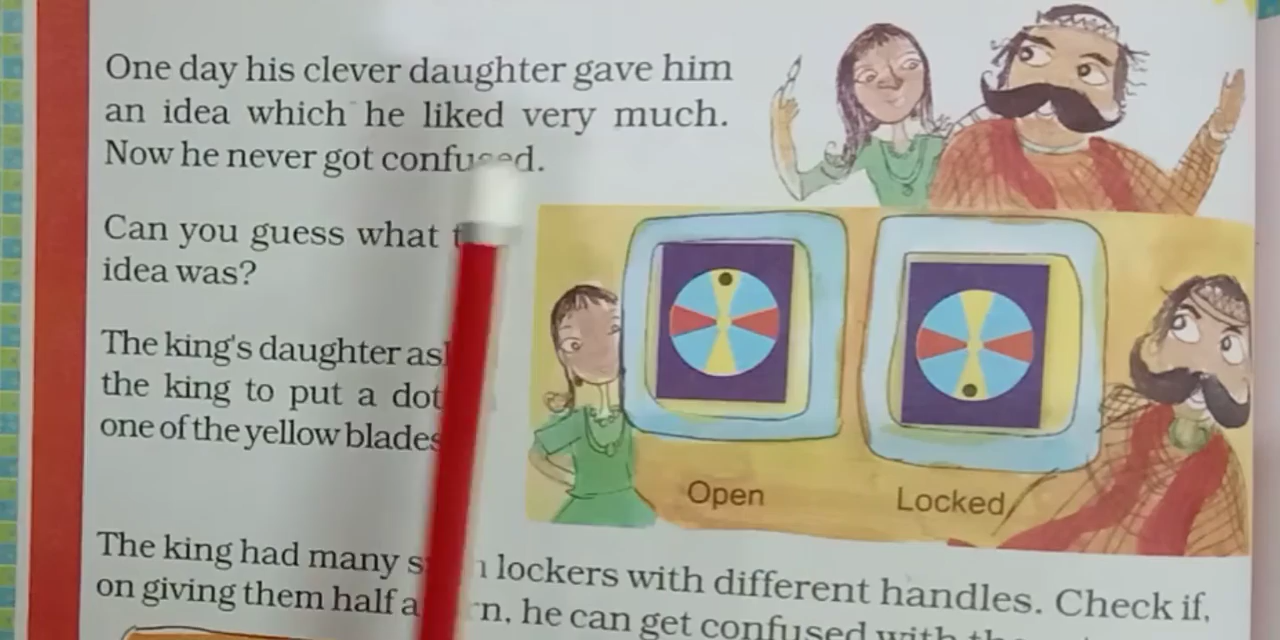 One day his clever daughter gave him
an idea which he liked very much.
Now he never got confused.
Can you guess what
idea was?
The king's daughter
the king to put a dot
one of the yellow blades
Open
Locked
The king had many lockers with different handles. Check if,
on giving them half a he can get confused with